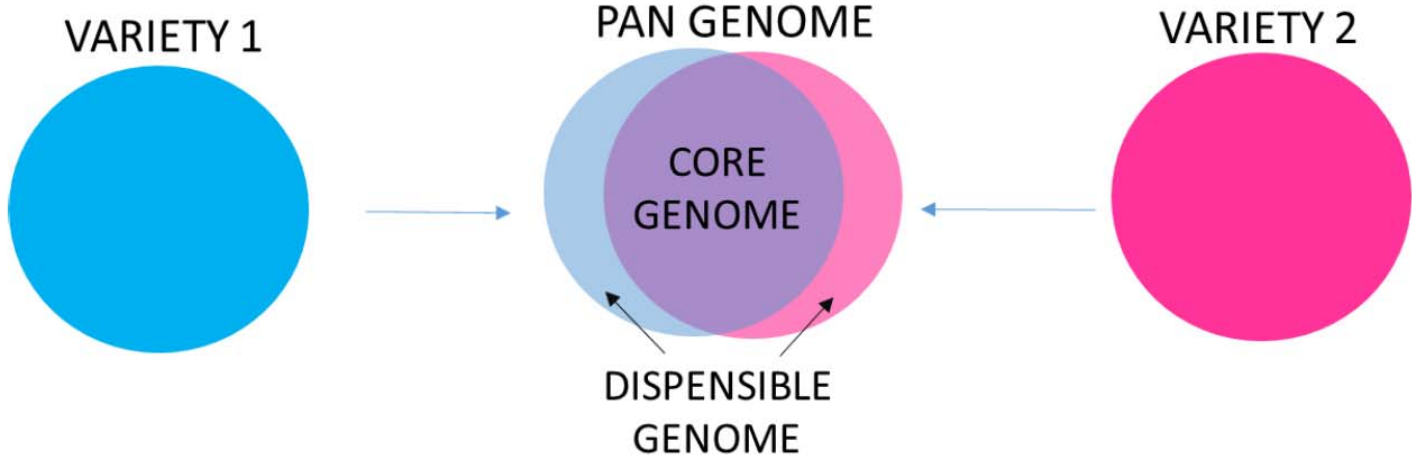 VARIETY 1
PAN GENOME
VARIETY 2
CORE
GENOME
DISPENSIBLE
GENOME